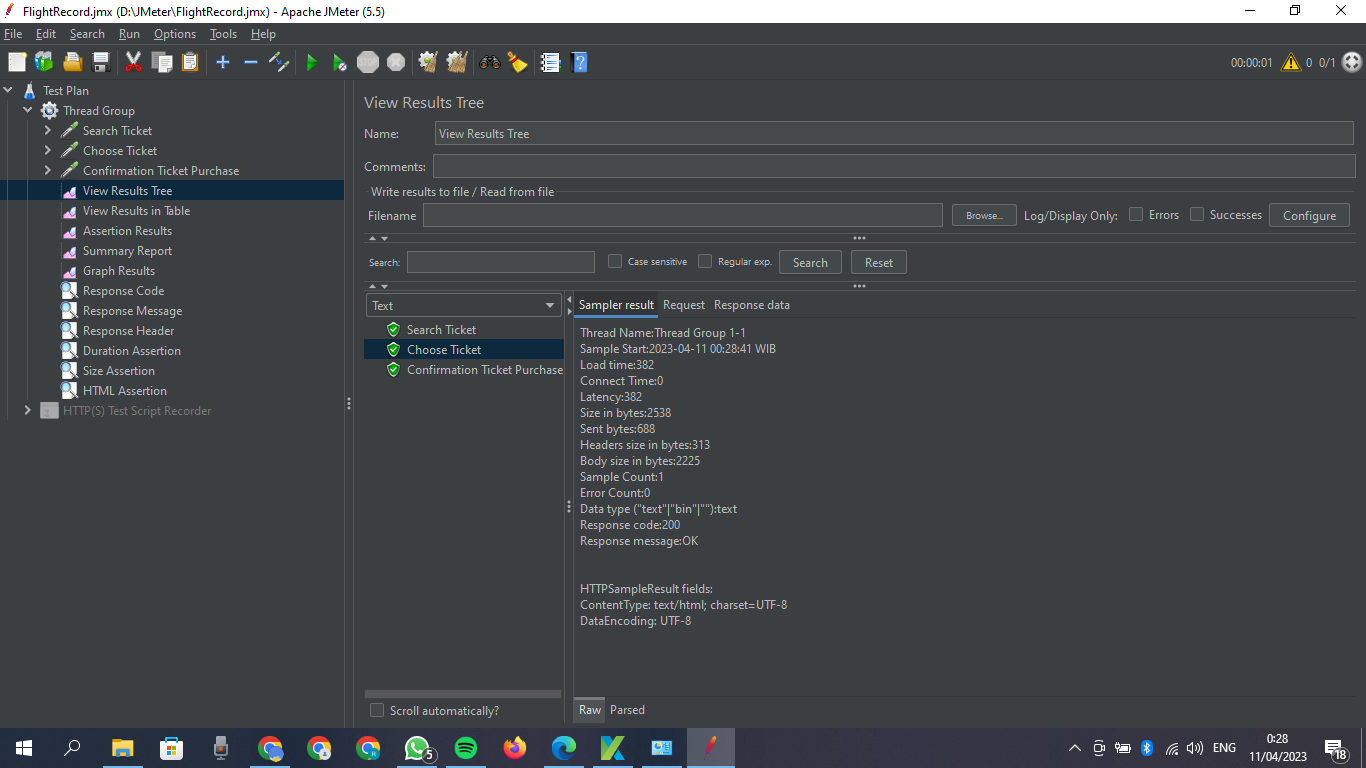 FlightRecord.jmx (D:\JMeter\FlightRecord.jmx) - Apache JMeter (5.5)
File Edit Search Run Options Tools Help
STOP
00:00:01 0 0/1
Test Plan
Thread Group
Search Ticket
Choose Ticket
Confirmation Ticket Purchase
View Results Tree
View Results in Table
Assertion Results
Summary Report
Graph Results
Response Code
Response Message
Response Header
Duration Assertion
Size Assertion
HTML Assertion
HTTP(S) Test Script Recorder
View Results Tree
Name: View Results Tree
Comments:
Write results to file / Read from file
Filename Browse... Log/Display Only: Errors Successes Configure
Search: Case sensitive Regular exp. Search Reset
Text
Search Ticket
Choose Ticket
Confirmation Ticket Purchase
Scroll automatically?
Sampler result Request Response data
Thread Name:Thread Group 1-1
Sample Start:2023-04-11 00:28:41 WIB
Load time:382
Connect Time:0
Latency:382
Size in bytes:2538
Sent bytes:688
Headers size in bytes:313
Body size in bytes:2225
Sample Count:1
Error Count:0
Data type ("text"|"bin"|""):text
Response code:200
Response message:OK
HTTPSampleResult fields:
ContentType: text/html; charset=UTF-8
DataEncoding: UTF-8
Raw Parsed
5
ENG
0:28
11/04/2023
18